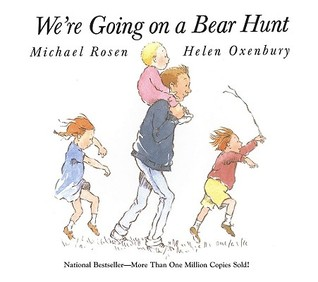 We're Going on a Bear Hunt
Michael Rosen Helen Oxenbury
National Bestseller—More Than One Million Copies Sold!